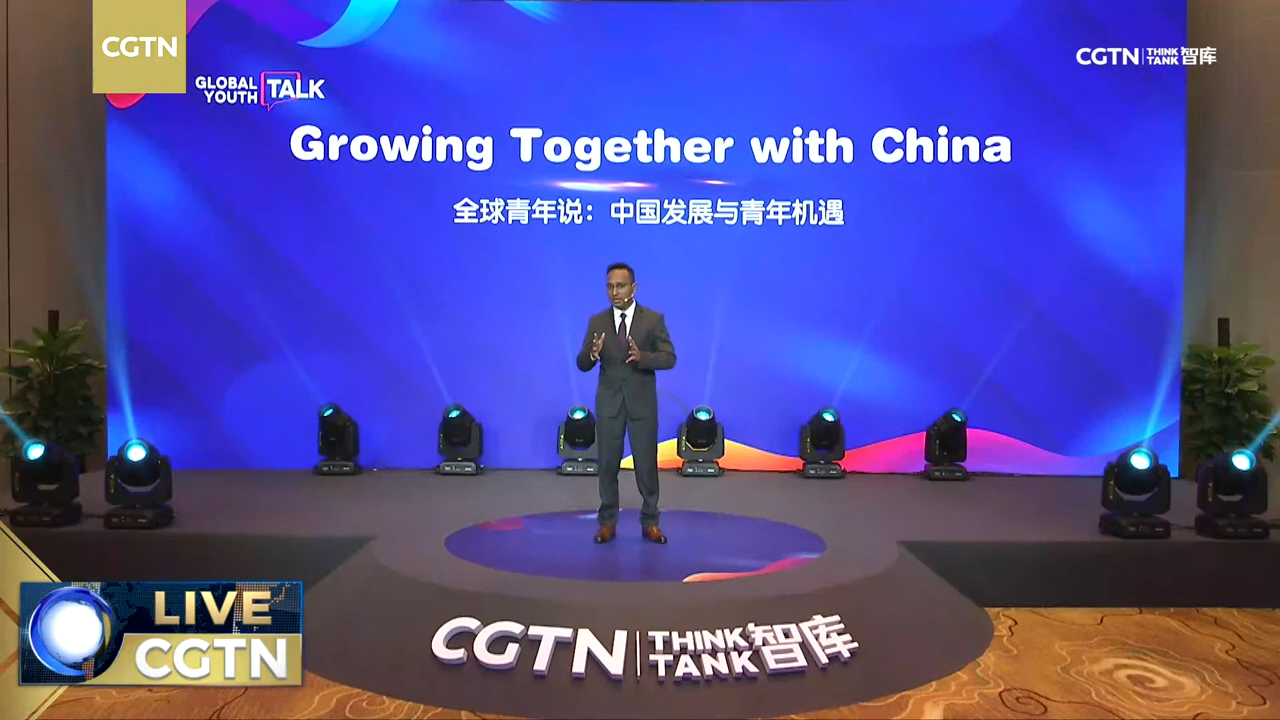 CGTN
CGTN THINK TANK 智库
GLOBAL YOUTH TALK
Growing Together with China
全球青年说：中国发展与青年机遇
LIVE
CGTN
CGTN THINK TANK 智库